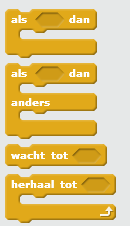 als dan
als dan
anders
wacht tot
herhaal tot